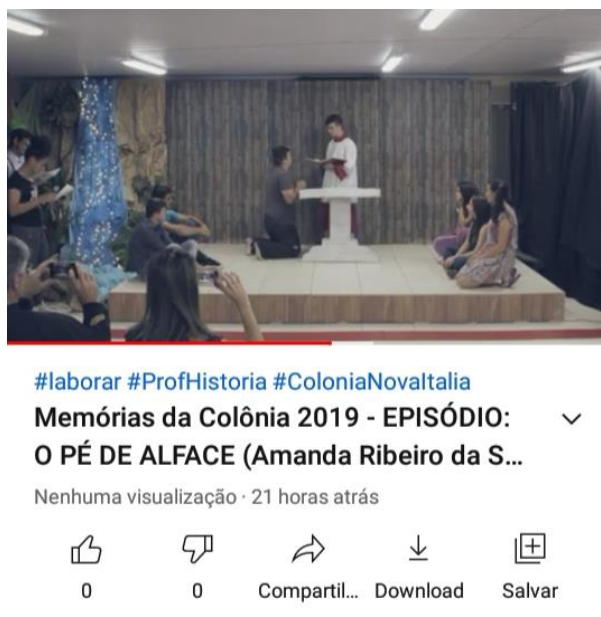 #laborar #ProfHistoria #ColoniaNovaItalia
Memórias da Colônia 2019 - EPISÓDIO:
O PÉ DE ALFACE (Amanda Ribeiro da S...
Nenhuma visualização · 21 horas atrás
0 0 Compartil... Download Salvar